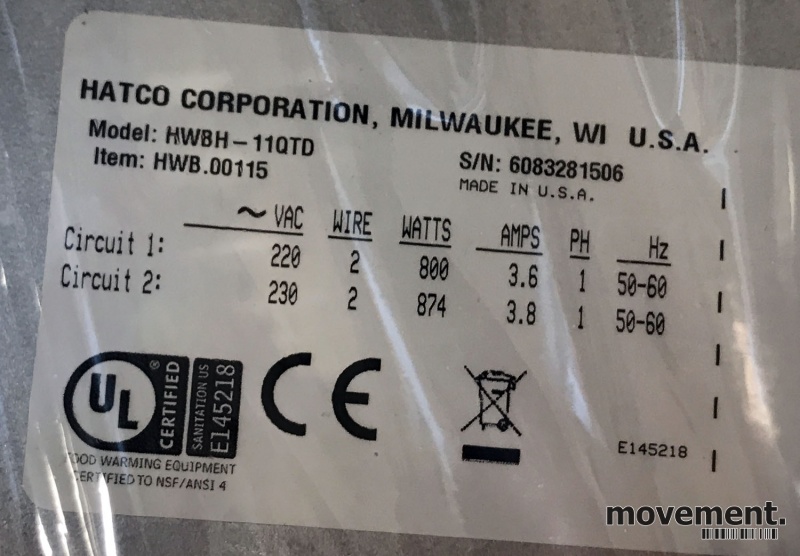 HATCO CORPORATION, MILWAUKEE, WI U.S.A.
Model: HWBH-11QTD
Item: HWB.00115
S/N: 6083281506
MADE IN U.S.A.
~ VAC WIRE WATTS AMPS PH Hz
Circuit 1: 220 2 800 3.6 1 50-60
Circuit 2: 230 2 874 3.8 1 50-60
UL ® CERTIFIED
SANITATION US
E145218
CE
FOOD WARMING EQUIPMENT
CERTIFIED TO NSF/ANSI 4
E145218
movement.